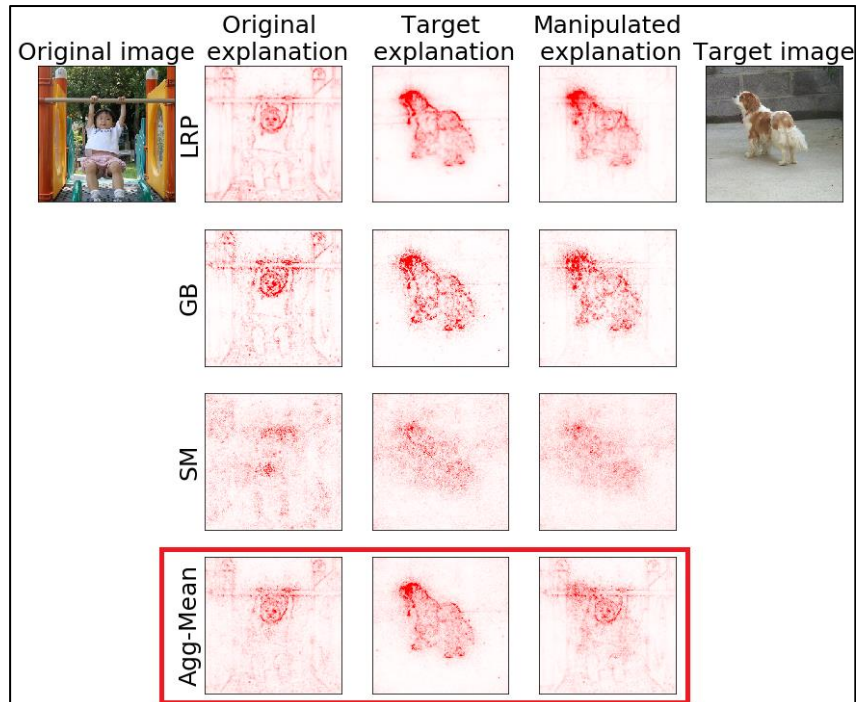 Original image
Original
explanation
Target
explanation
Manipulated
explanation
Target image
LRP
GB
SM
Agg-Mean